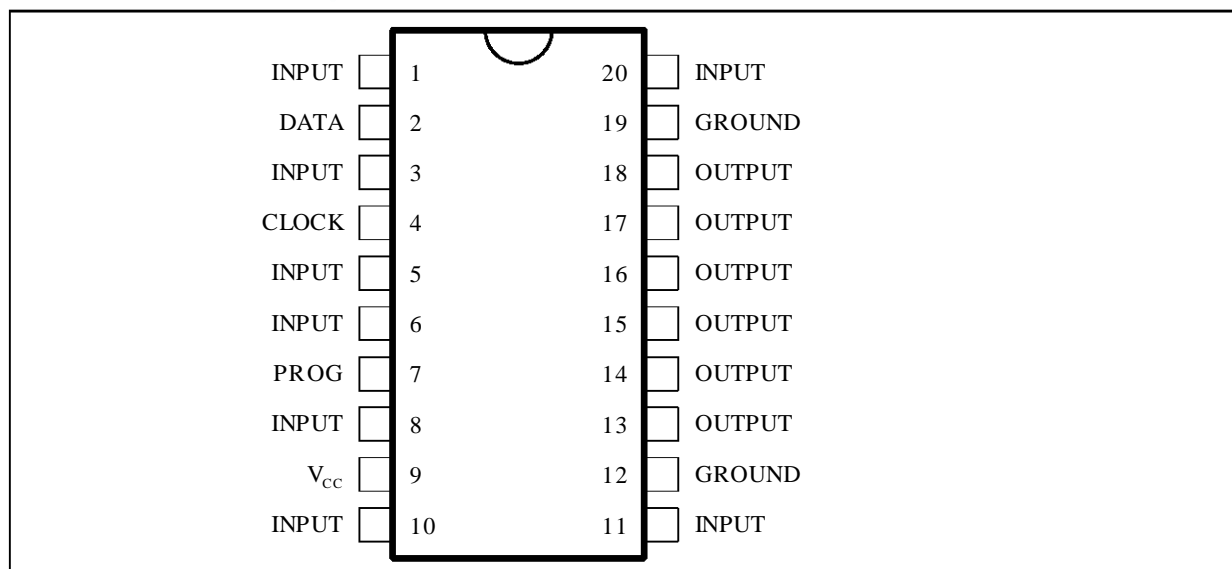 INPUT 1 20 INPUT
DATA 2 19 GROUND
INPUT 3 18 OUTPUT
CLOCK 4 17 OUTPUT
INPUT 5 16 OUTPUT
INPUT 6 15 OUTPUT
PROG 7 14 OUTPUT
INPUT 8 13 OUTPUT
VCC 9 12 GROUND
INPUT 10 11 INPUT